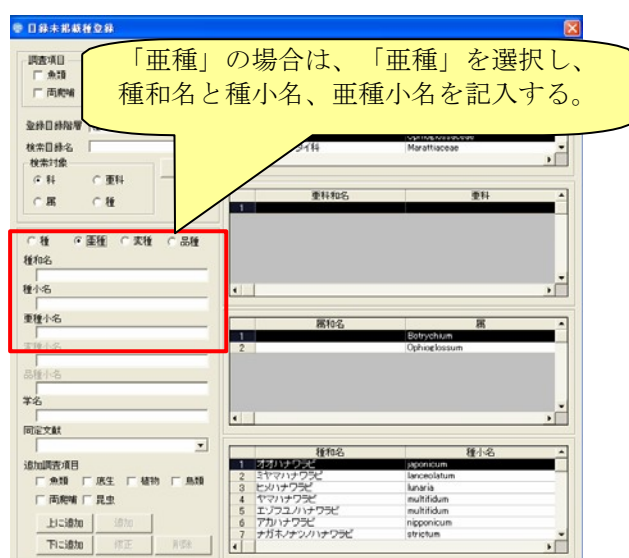 目録未掲載種登録
「亜種」の場合は、「亜種」を選択し、
種和名と種小名、亜種小名を記入する。
調査項目
魚類
両爬哺
登録目録階層
検索目録名
検索対象
科 亜科
属 種
Ophioglossaceae
Marattiaceae
亜科和名 亜科
1
種 亜種 変種 品種
種和名
種小名
亜種小名
変種小名
品種小名
学名
同定文献
属和名 属
1 Botrychium
2 Ophioglossum
追加調査項目
魚類 底生 植物 鳥類
両爬哺 昆虫
上に追加 追加
下に追加 修正 削除
種和名 種小名
1 オオハナワラビ japonicum
2 ミヤマハナワラビ lanceolatum
3 ヒメハナワラビ lunaria
4 ヤマハナワラビ multifidum
5 エゾフユノハナワラビ multifidum
6 アカハナワラビ nipponicum
7 ナガホノナツノハナワラビ strictum